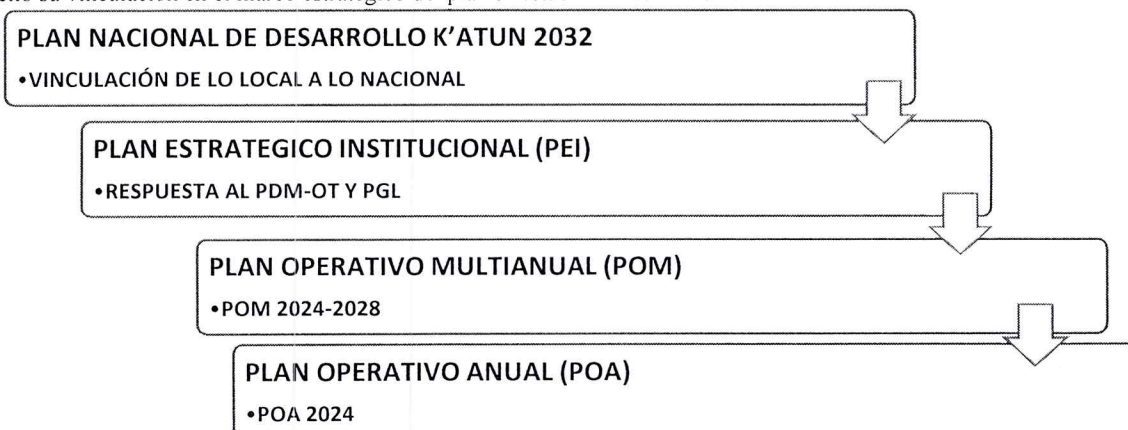 PLAN NACIONAL DE DESARROLLO K'ATUN 2032
•VINCULACIÓN DE LO LOCAL A LO NACIONAL
PLAN ESTRATEGICO INSTITUCIONAL (PEI)
•RESPUESTA AL PDM-OT Y PGL
PLAN OPERATIVO MULTIANUAL (POM)
•POM 2024-2028
PLAN OPERATIVO ANUAL (POA)
•POA 2024